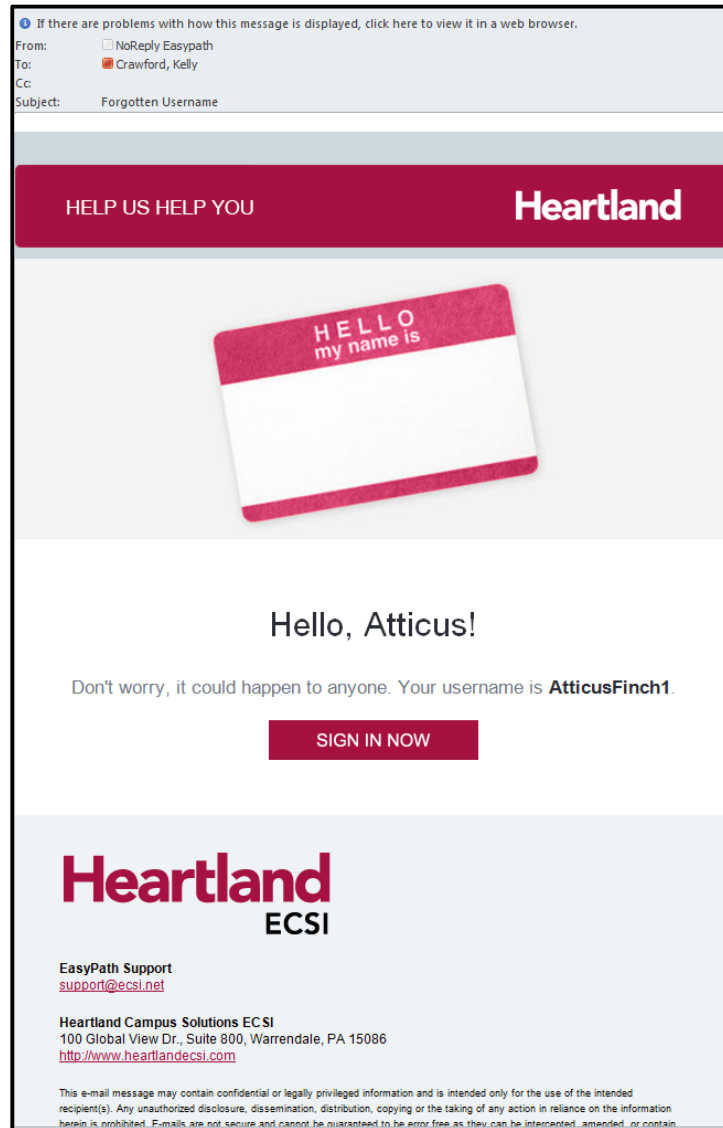 If there are problems with how this message is displayed, click here to view it in a web browser.
From: NoReply Easypath
To: Crawford, Kelly
Cc:
Subject: Forgotten Username
HELP US HELP YOU Heartland
HELLO
my name is
Hello, Atticus!
Don't worry, it could happen to anyone. Your username is AtticusFinch1.
SIGN IN NOW
Heartland
ECSI
EasyPath Support
support@ecsi.net
Heartland Campus Solutions ECSI
100 Global View Dr., Suite 800, Warrendale, PA 15086
http://www.heartlandecsi.com
This e-mail message may contain confidential or legally privileged information and is intended only for the use of the intended
recipient(s). Any unauthorized disclosure, dissemination, distribution, copying or the taking of any action in reliance on the information
herein is prohibited. E-mails are not secure and cannot be guaranteed to be error free as they can be intercepted, amended, or contain